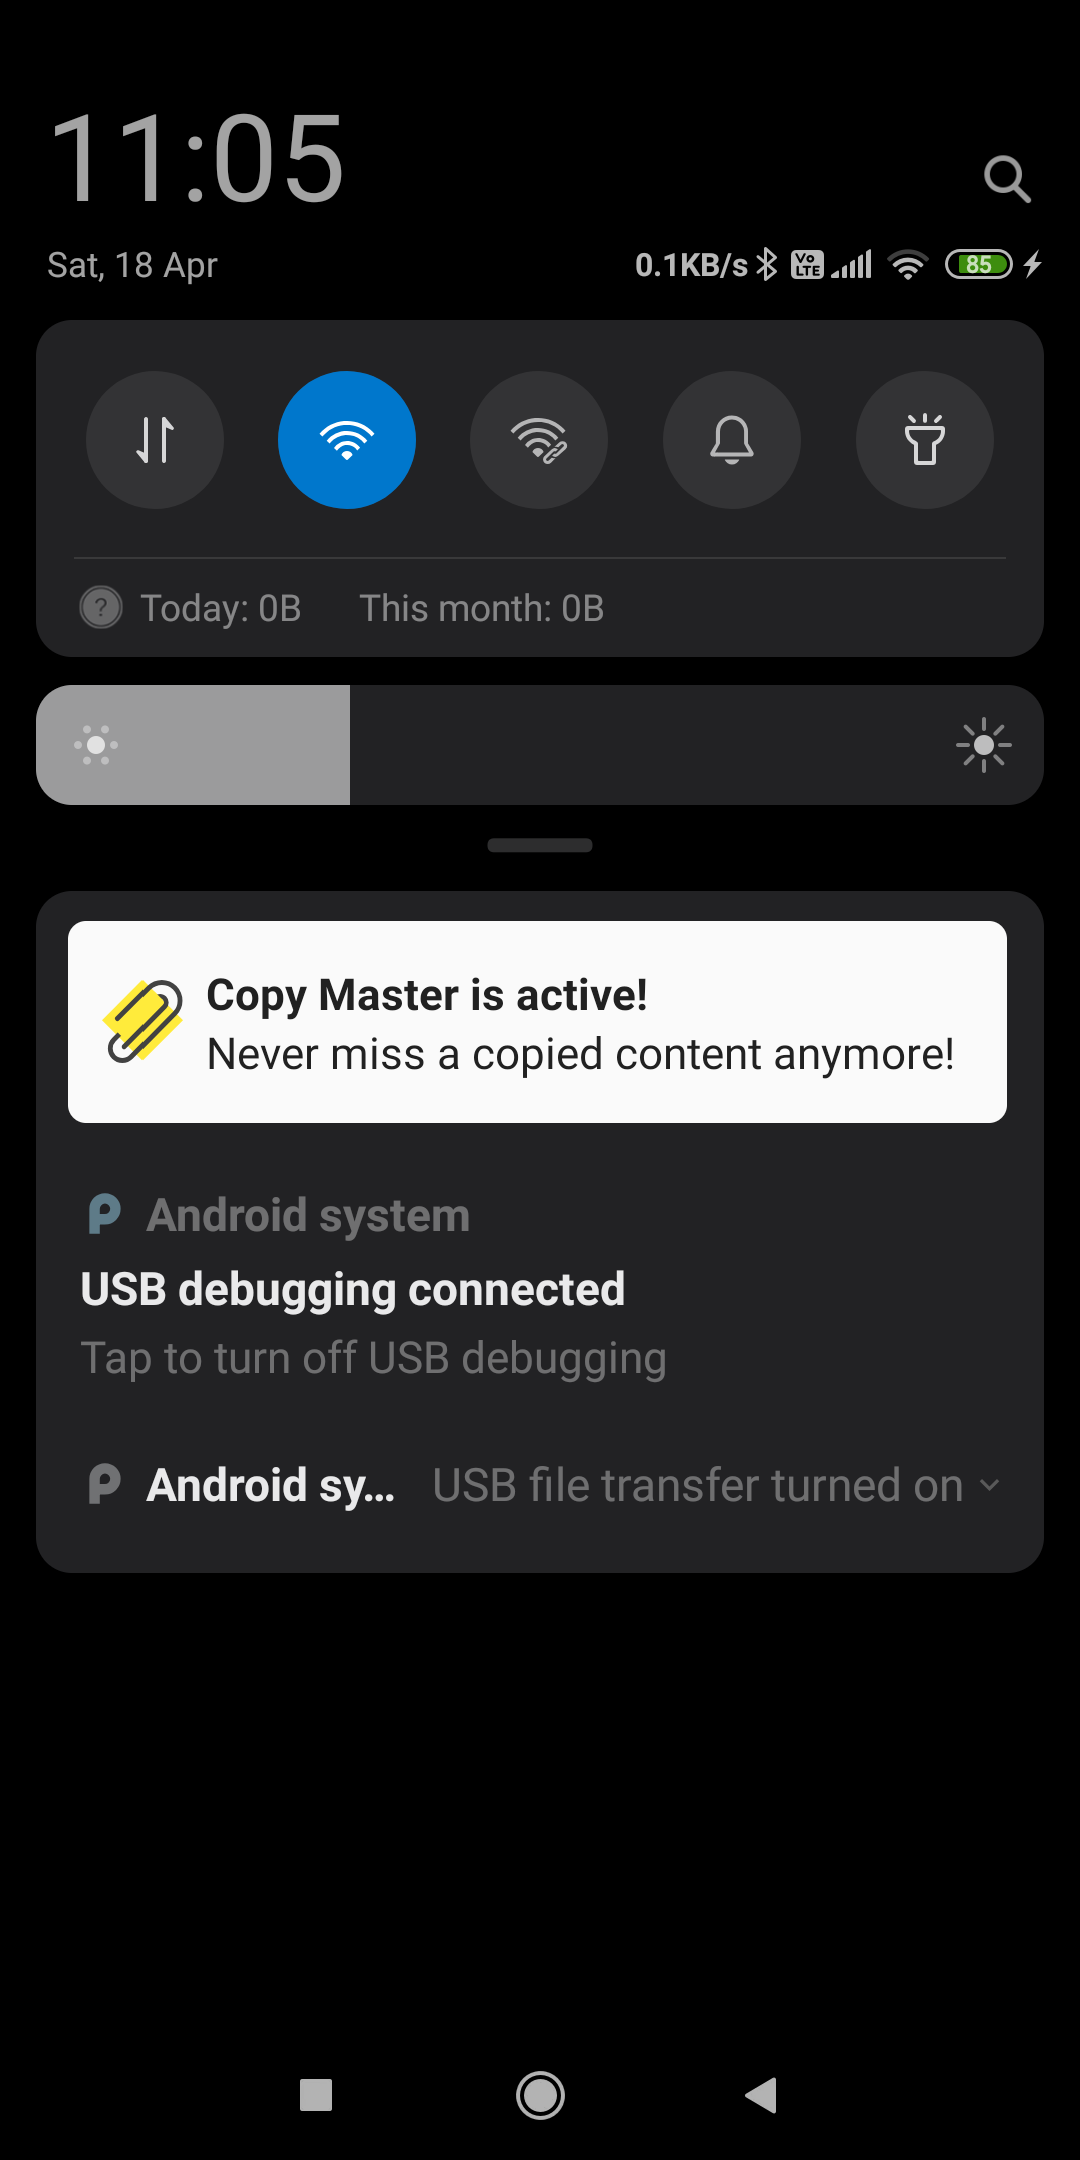 11:05
Sat, 18 Apr
0.1KB/s Vo LTE 85
? Today: 0B This month: 0B
Copy Master is active!
Never miss a copied content anymore!
Android system
USB debugging connected
Tap to turn off USB debugging
Android sy... USB file transfer turned on